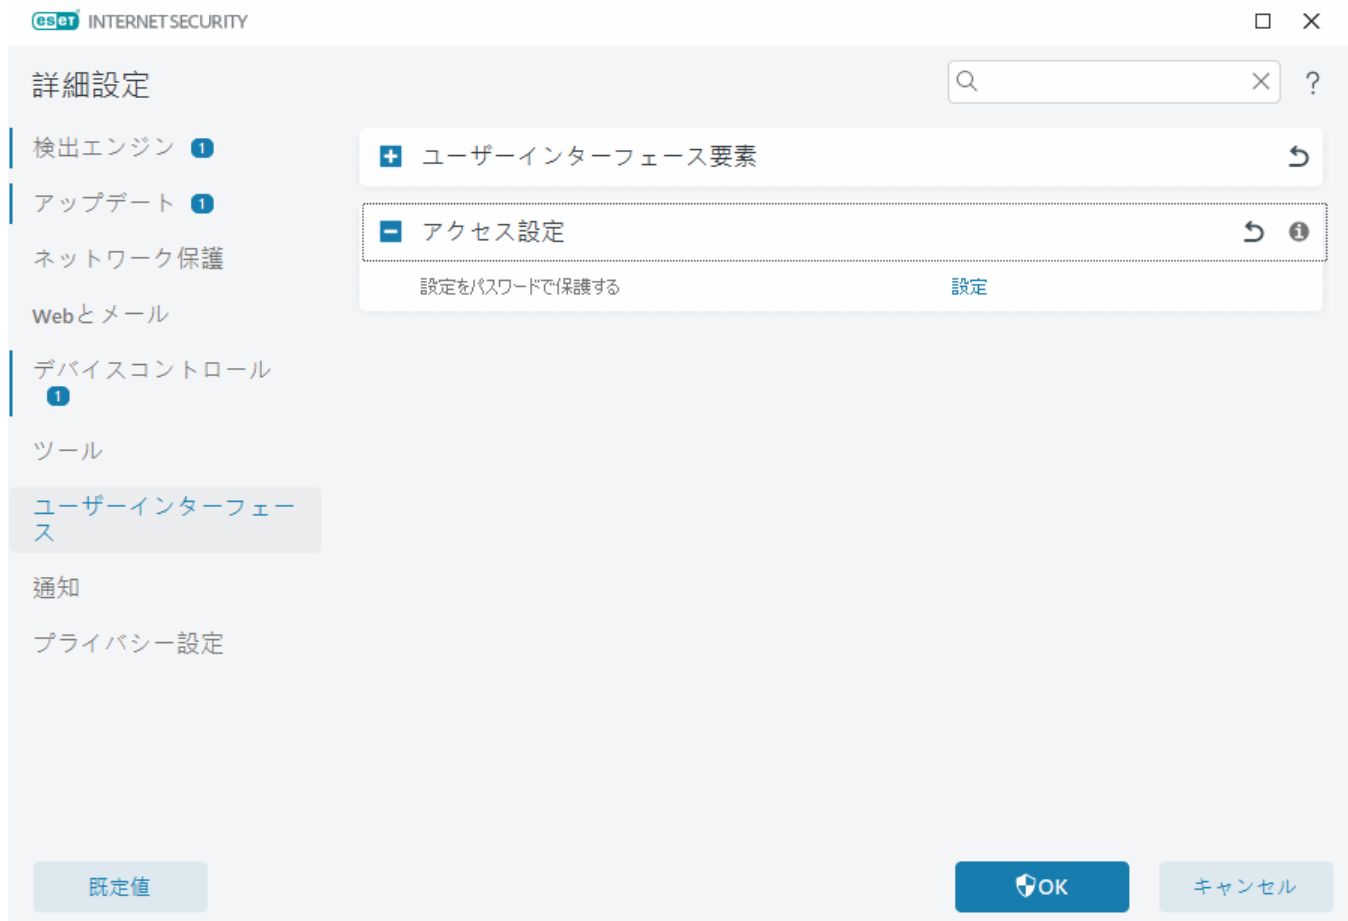 eset INTERNET SECURITY
詳細設定
?
検出エンジン 1
アップデート 1
ネットワーク保護
Webとメール
デバイスコントロール
1
ツール
ユーザーインターフェー
ス
通知
プライバシー設定
ユーザーインターフェース要素
アクセス設定
設定をパスワードで保護する 設定
既定値
OK
キャンセル